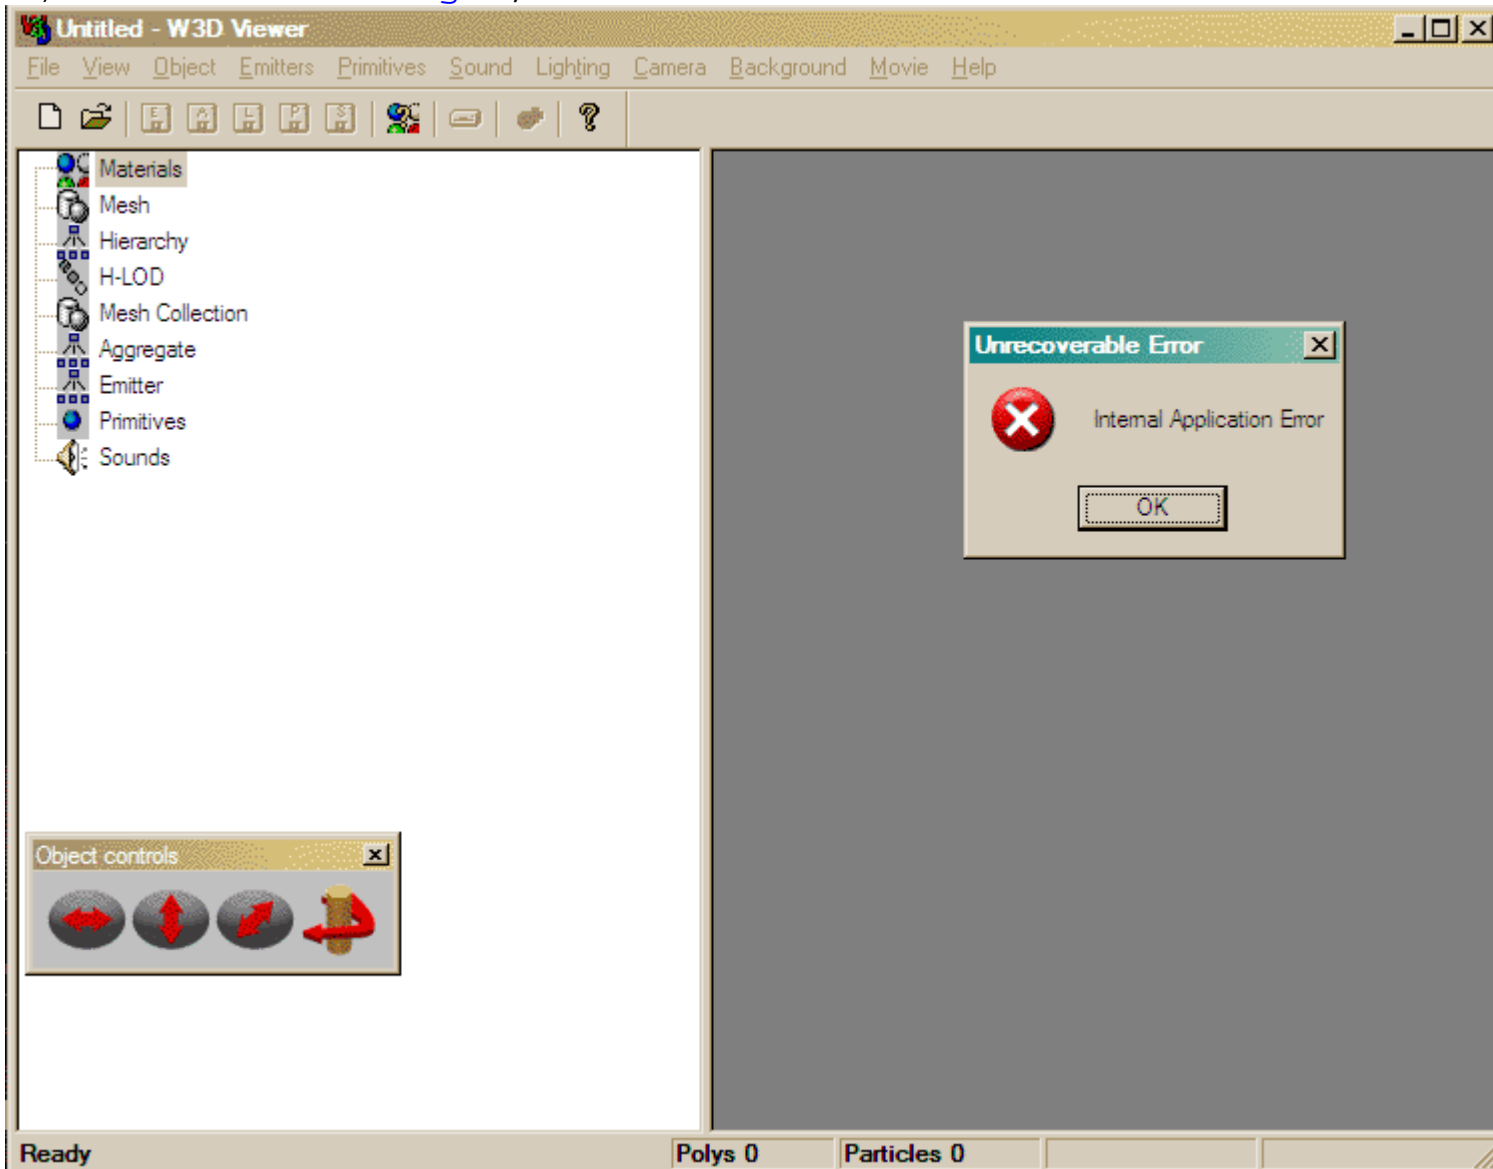 Untitled - W3D Viewer
File View Object Emitters Primitives Sound Lighting Camera Background Movie Help
E A L P S
Materials
Mesh
Hierarchy
H-LOD
Mesh Collection
Aggregate
Emitter
Primitives
Sounds
Unrecoverable Error
Internal Application Error
OK
Object controls
Ready Polys 0 Particles 0